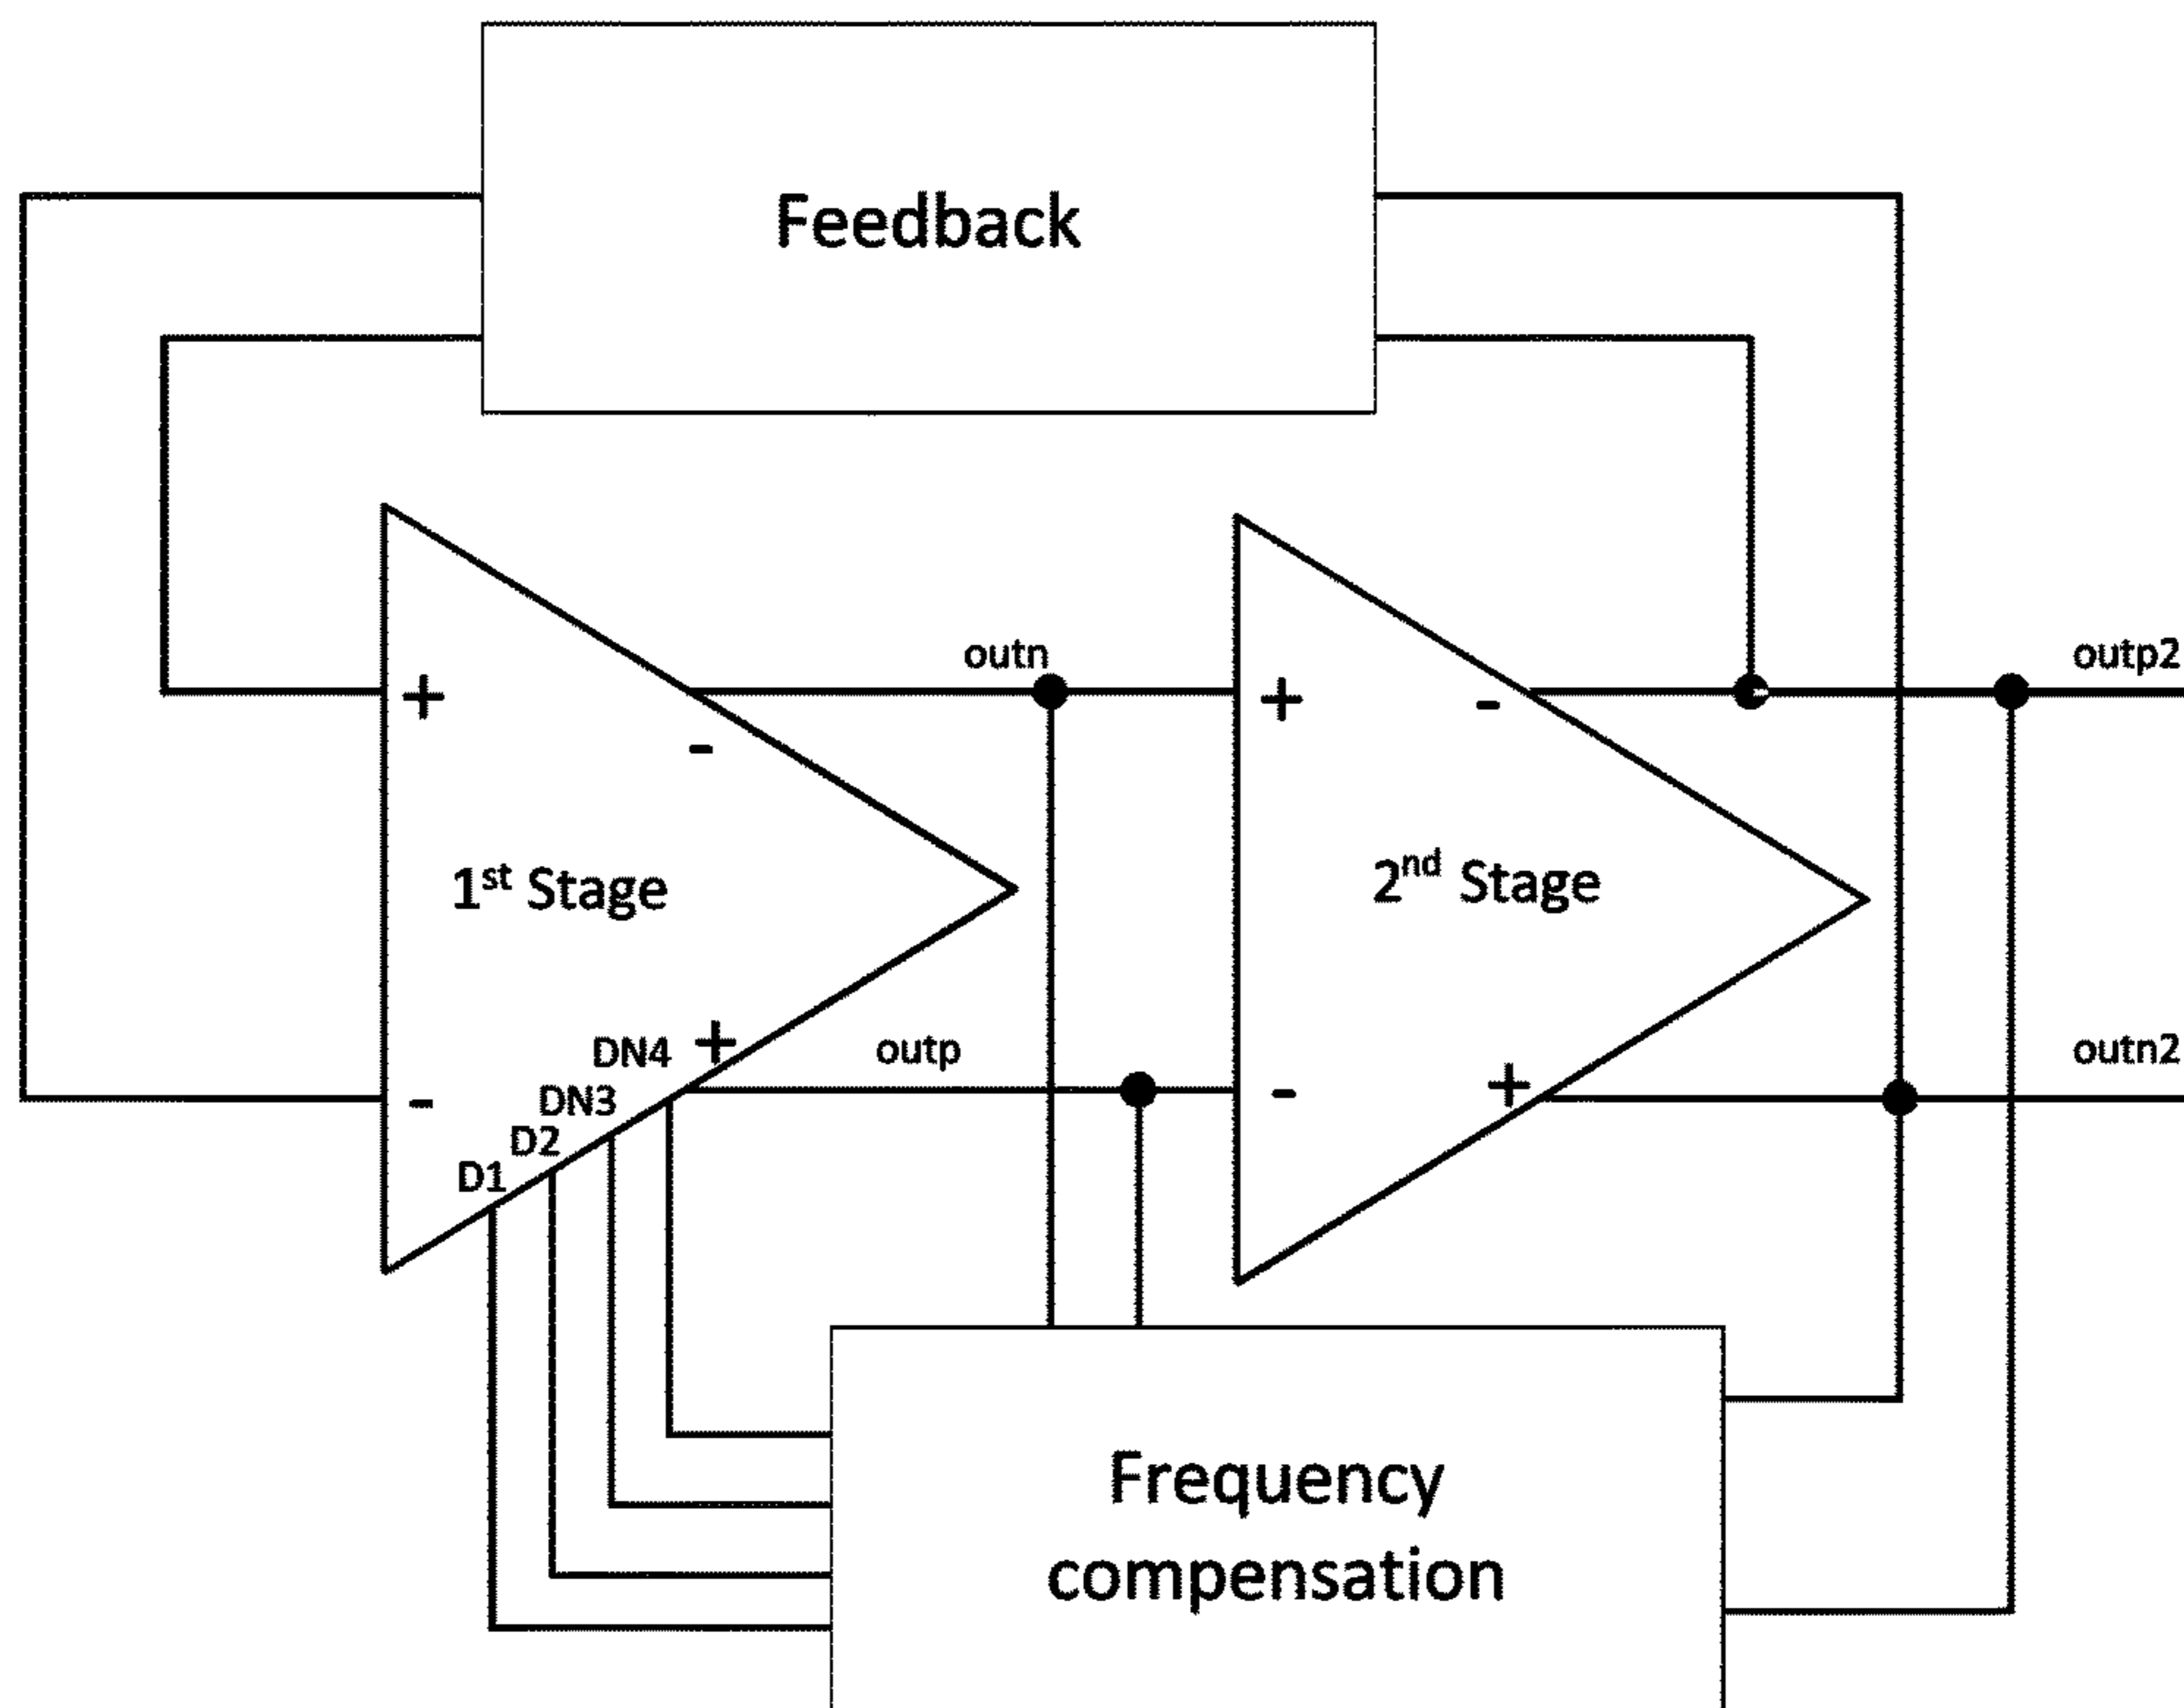 Feedback
outn
outp2
+
-
+
-
1st Stage
2nd Stage
+
DN4
outp
outn2
DN3
-
-
+
D2
D1
Frequency
compensation